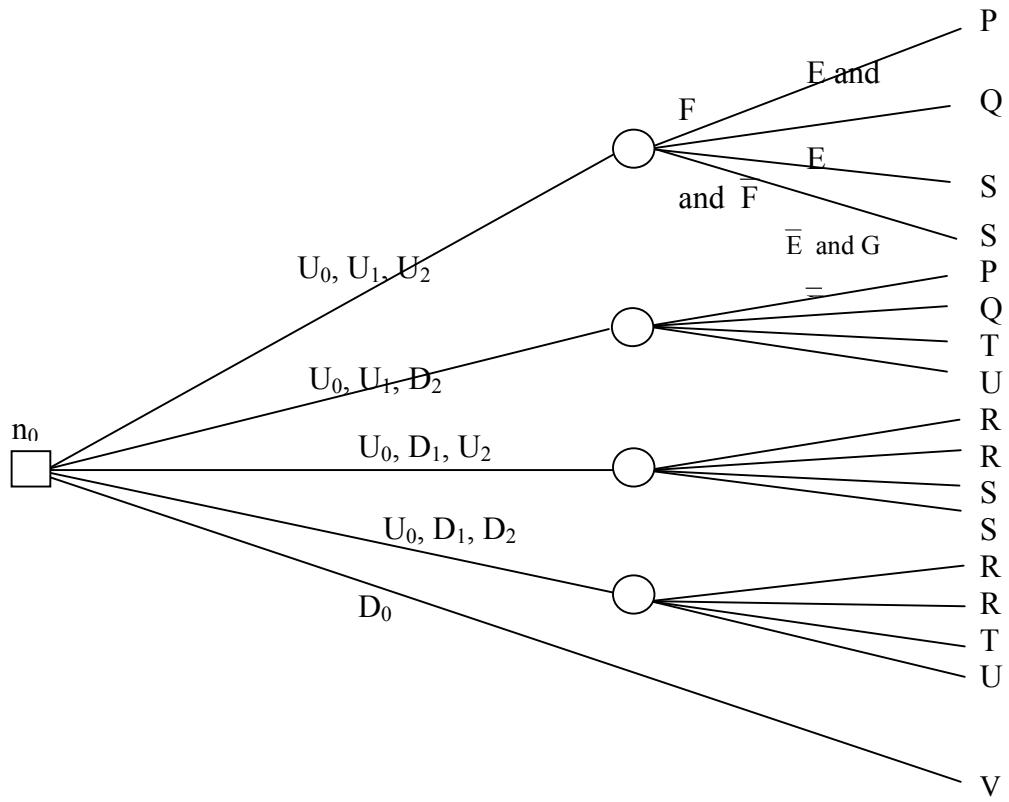 P
E and
Q
F
E
S
and F̅
S
E̅ and G
P
U₀, U₁, U₂
Q
T
U₀, U₁, D₂
U
R
n₀
U₀, D₁, U₂
R
S
U₀, D₁, D₂
S
R
D₀
R
T
U
V